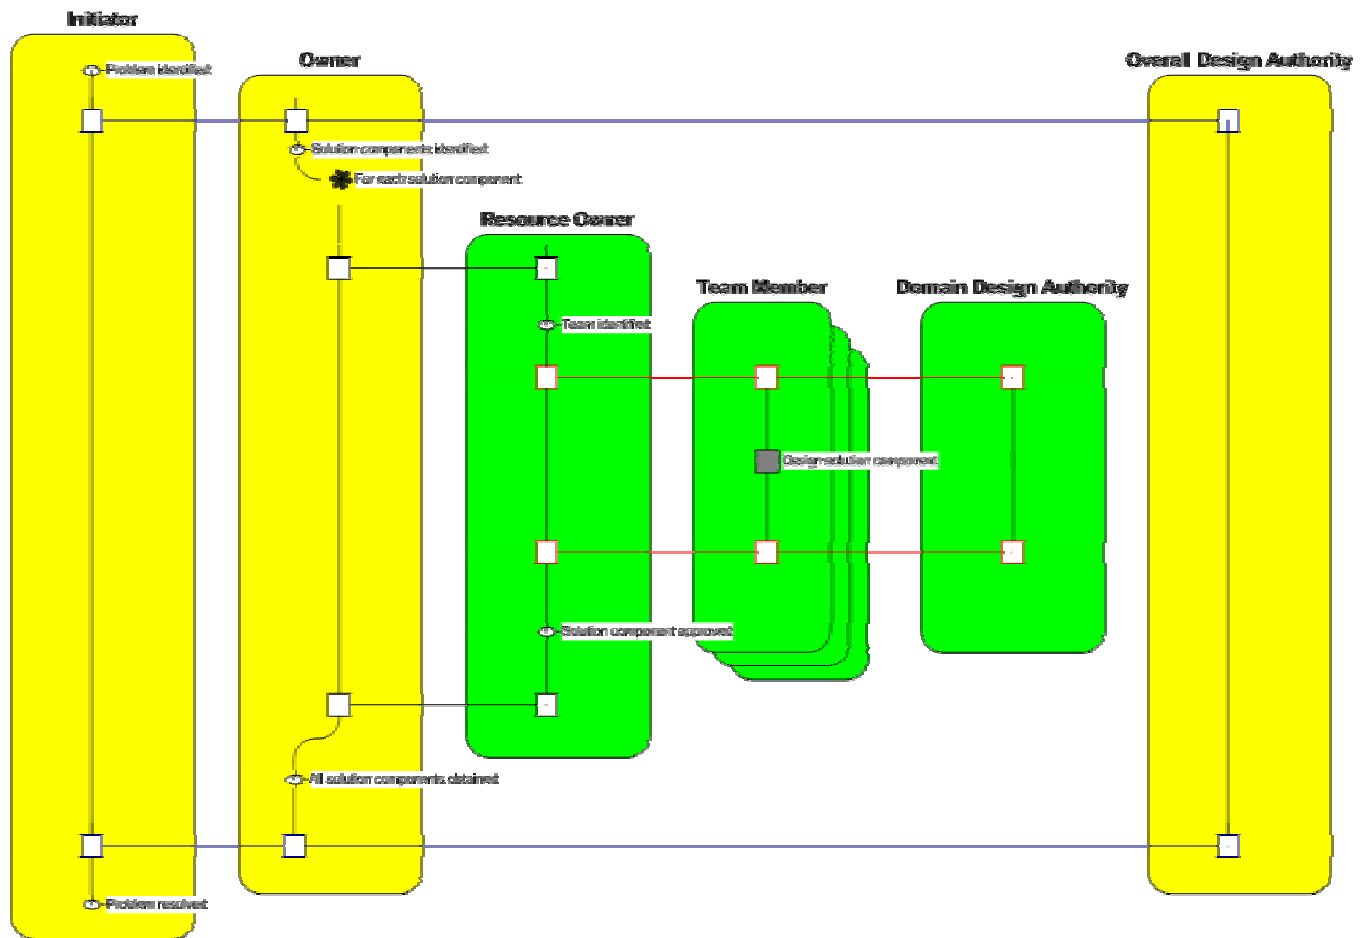 Initiator
Owner
Overall Design Authority
Problem identified
Solution components identified
For each solution component
Resource Owner
Team Member
Domain Design Authority
Team identified
Design solution component
Solution component approved
All solution components obtained
Problem resolved